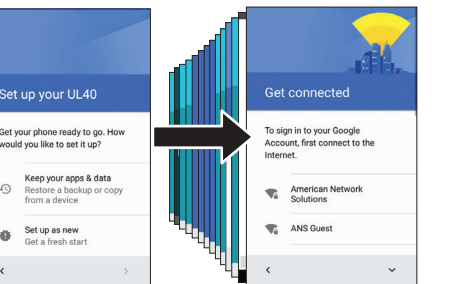 Set up your UL40
Get your phone ready to go. How
would you like to set it up?
Keep your apps & data
Restore a backup or copy
from a device
Set up as new
Get a fresh start
Get connected
To sign in to your Google
Account, first connect to the
Internet.
American Network
Solutions
ANS Guest